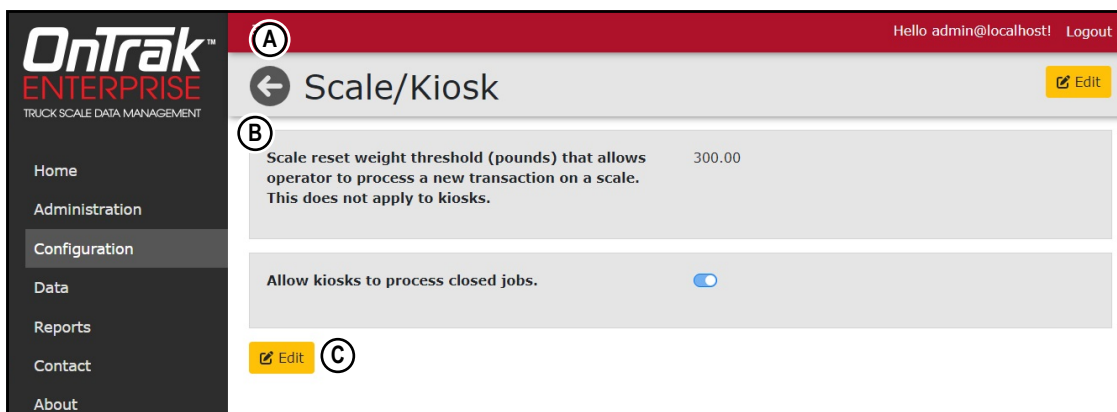 OnTrak™
ENTERPRISE
TRUCK SCALE DATA MANAGEMENT
Home
Administration
Configuration
Data
Reports
Contact
About
A
Hello admin@localhost! Logout
Scale/Kiosk
Edit
B
Scale reset weight threshold (pounds) that allows 300.00
operator to process a new transaction on a scale.
This does not apply to kiosks.
Allow kiosks to process closed jobs.
Edit
C